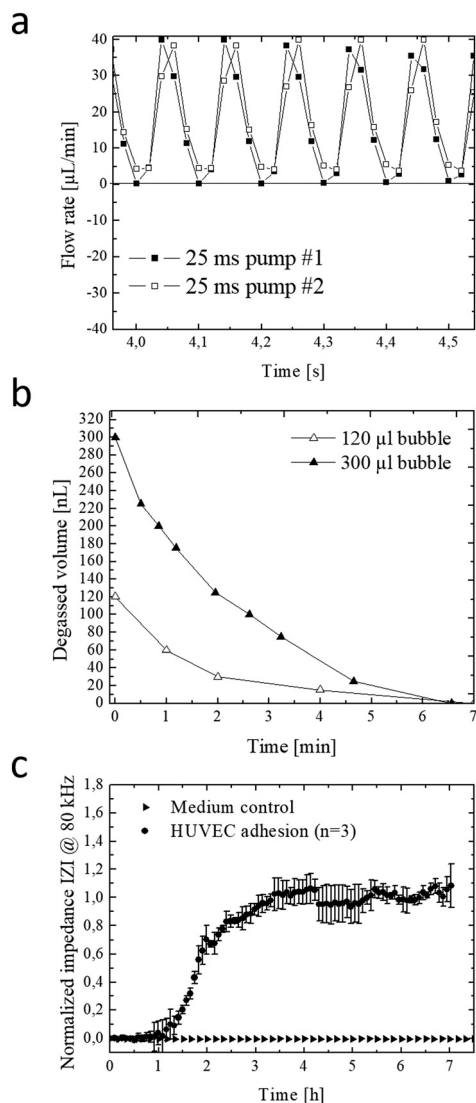 a
Flow rate [µL/min]
40
30
20
10
0
-10
-20
-30
-40
25 ms pump #1
25 ms pump #2
4,0 4,1 4,2 4,3 4,4 4,5
Time [s]
b
Degassed volume [nL]
320
300
280
260
240
220
200
180
160
140
120
100
80
60
40
20
0
120 µl bubble
300 µl bubble
0 1 2 3 4 5 6 7
Time [min]
c
Normalized impedance IZI @ 80 kHz
1,8
1,6
1,4
1,2
1,0
0,8
0,6
0,4
0,2
0,0
Medium control
HUVEC adhesion (n=3)
0 1 2 3 4 5 6 7
Time [h]